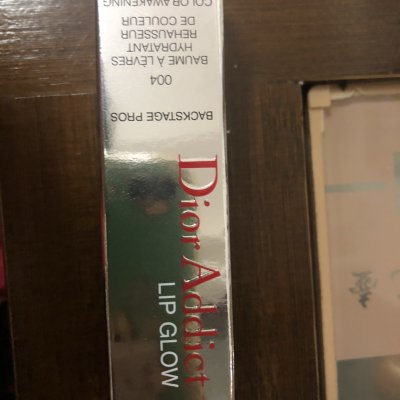 Dior Addict
LIP GLOW
BACKSTAGE PROS
004
BAUME À LÈVRES
HYDRATANT
REHAUSSEUR
DE COULEUR
COLOR AWAKENING